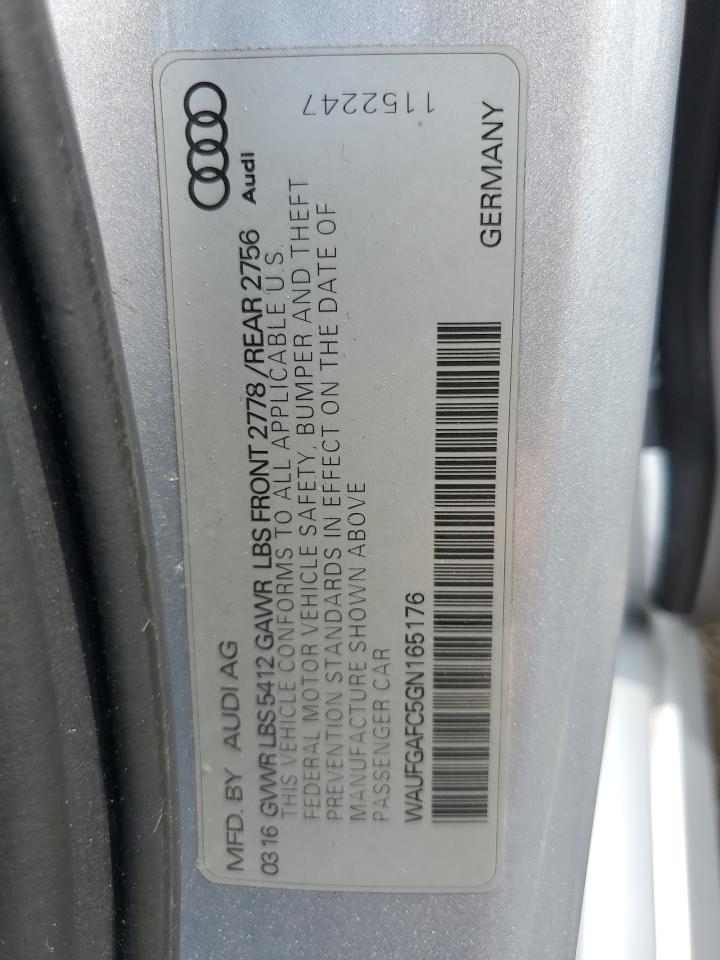 MFD. BY AUDI AG
0316 GVWR LBS 5412 GAWR LBS FRONT 2778 / REAR 2756
THIS VEHICLE CONFORMS TO ALL APPLICABLE U.S.
FEDERAL MOTOR VEHICLE SAFETY, BUMPER AND THEFT
PREVENTION STANDARDS IN EFFECT ON THE DATE OF
MANUFACTURE SHOWN ABOVE
PASSENGER CAR
WAUFGAFC5GN165176
Audi
GERMANY
1152247